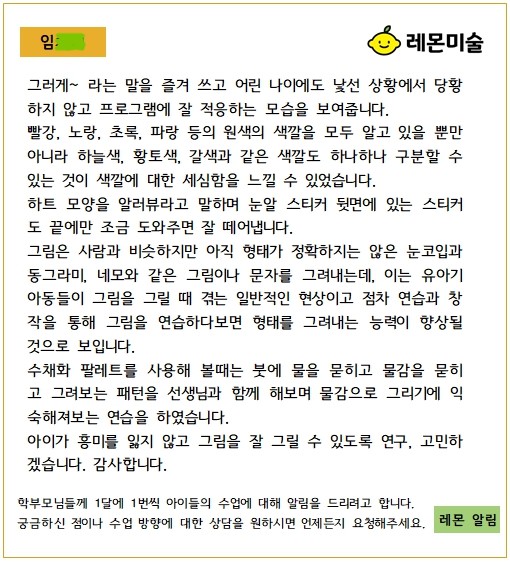 임
레몬미술
그러게~ 라는 말을 즐겨 쓰고 어린 나이에도 낯선 상황에서 당황
하지 않고 프로그램에 잘 적응하는 모습을 보여줍니다.
빨강, 노랑, 초록, 파랑 등의 원색의 색깔을 모두 알고 있을 뿐만
아니라 하늘색, 황토색, 갈색과 같은 색깔도 하나하나 구분할 수
있는 것이 색깔에 대한 세심함을 느낄 수 있었습니다.
하트 모양을 알러뷰라고 말하며 눈알 스티커 뒷면에 있는 스티커
도 끝에만 조금 도와주면 잘 떼어냅니다.
그림은 사람과 비슷하지만 아직 형태가 정확하지는 않은 눈코입과
동그라미, 네모와 같은 그림이나 문자를 그려내는데, 이는 유아기
아동들이 그림을 그릴 때 겪는 일반적인 현상이고 점차 연습과 창
작을 통해 그림을 연습하다보면 형태를 그려내는 능력이 향상될
것으로 보입니다.
수채화 팔레트를 사용해 볼때는 붓에 물을 묻히고 물감을 묻히
고 그려보는 패턴을 선생님과 함께 해보며 물감으로 그리기에 익
숙해져보는 연습을 하였습니다.
아이가 흥미를 잃지 않고 그림을 잘 그릴 수 있도록 연구, 고민하
겠습니다. 감사합니다.
학부모님들께 1달에 1번씩 아이들의 수업에 대해 알림을 드리려고 합니다.
궁금하신 점이나 수업 방향에 대한 상담을 원하시면 언제든지 요청해주세요.
레몬 알림